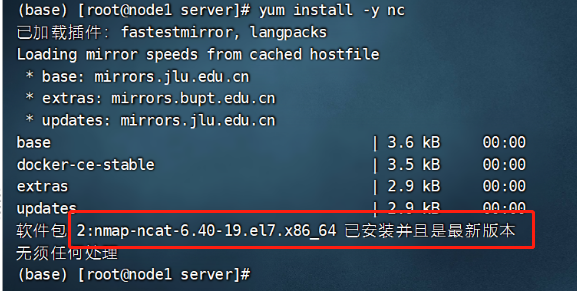 (base) [root@node1 server]# yum install -y nc
已加载插件：fastestmirror, langpacks
Loading mirror speeds from cached hostfile
 * base: mirrors.jlu.edu.cn
 * extras: mirrors.bupt.edu.cn
 * updates: mirrors.jlu.edu.cn
base | 3.6 kB 00:00
docker-ce-stable | 3.5 kB 00:00
extras | 2.9 kB 00:00
updates | 2.9 kB 00:00
软件包 2:nmap-ncat-6.40-19.el7.x86_64 已安装并且是最新版本
无须任何处理
(base) [root@node1 server]#